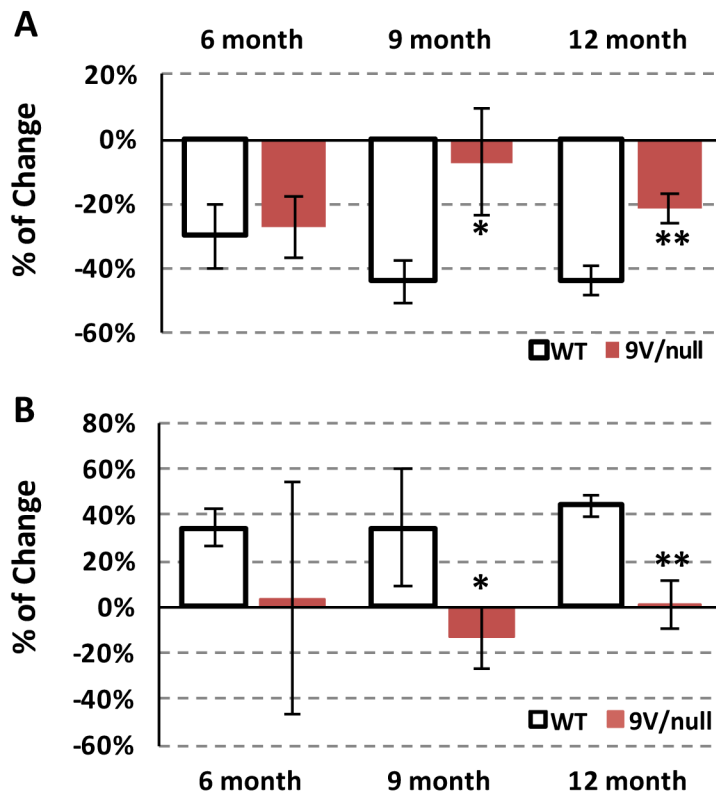 A
6 month 9 month 12 month
20%
0%
-20%
-40%
-60%
% of Change
*
**
WT 9V/null
B
80%
60%
40%
20%
0%
-20%
-40%
-60%
% of Change
*
**
WT 9V/null
6 month 9 month 12 month